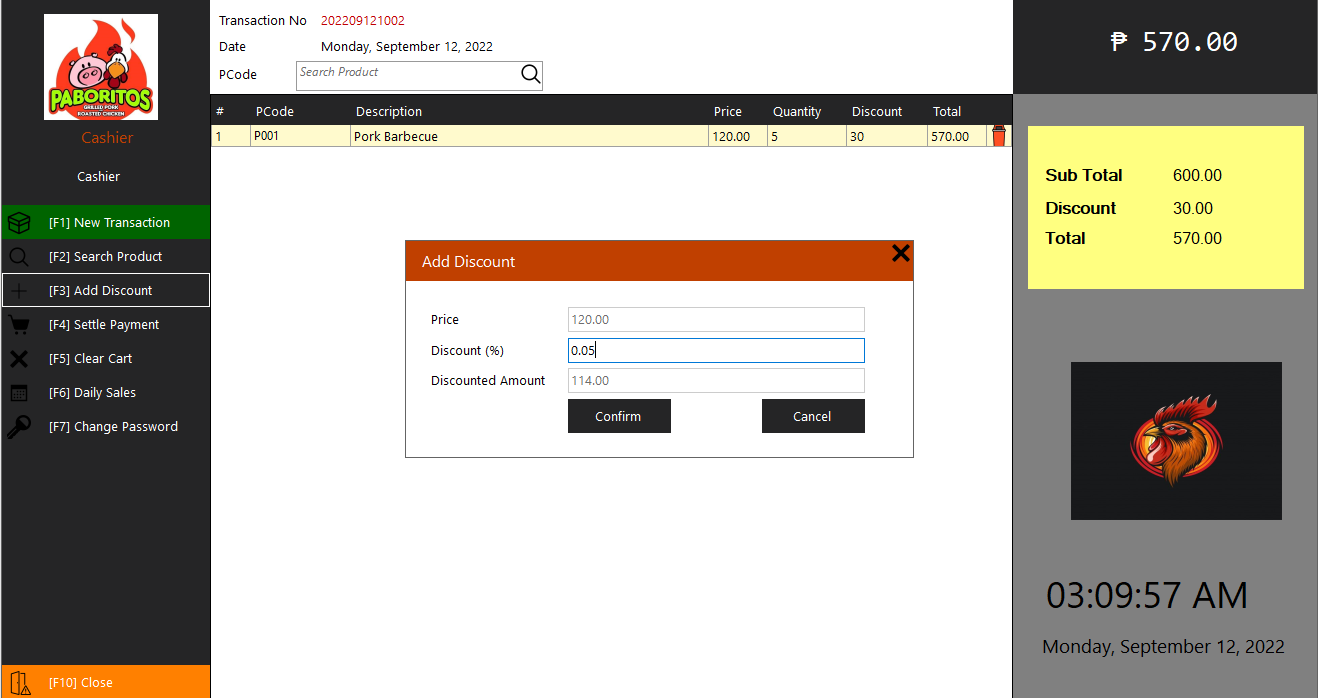 PABORITOS
GRILLED PORK
ROASTED CHICKEN
Cashier
Cashier
[F1] New Transaction
[F2] Search Product
[F3] Add Discount
[F4] Settle Payment
[F5] Clear Cart
[F6] Daily Sales
[F7] Change Password
[F10] Close
Transaction No 202209121002
Date Monday, September 12, 2022
PCode Search Product
# PCode Description Price Quantity Discount Total
1 P001 Pork Barbecue 120.00 5 30 570.00
Add Discount
Price 120.00
Discount (%) 0.05
Discounted Amount 114.00
Confirm Cancel
₱ 570.00
Sub Total 600.00
Discount 30.00
Total 570.00
03:09:57 AM
Monday, September 12, 2022